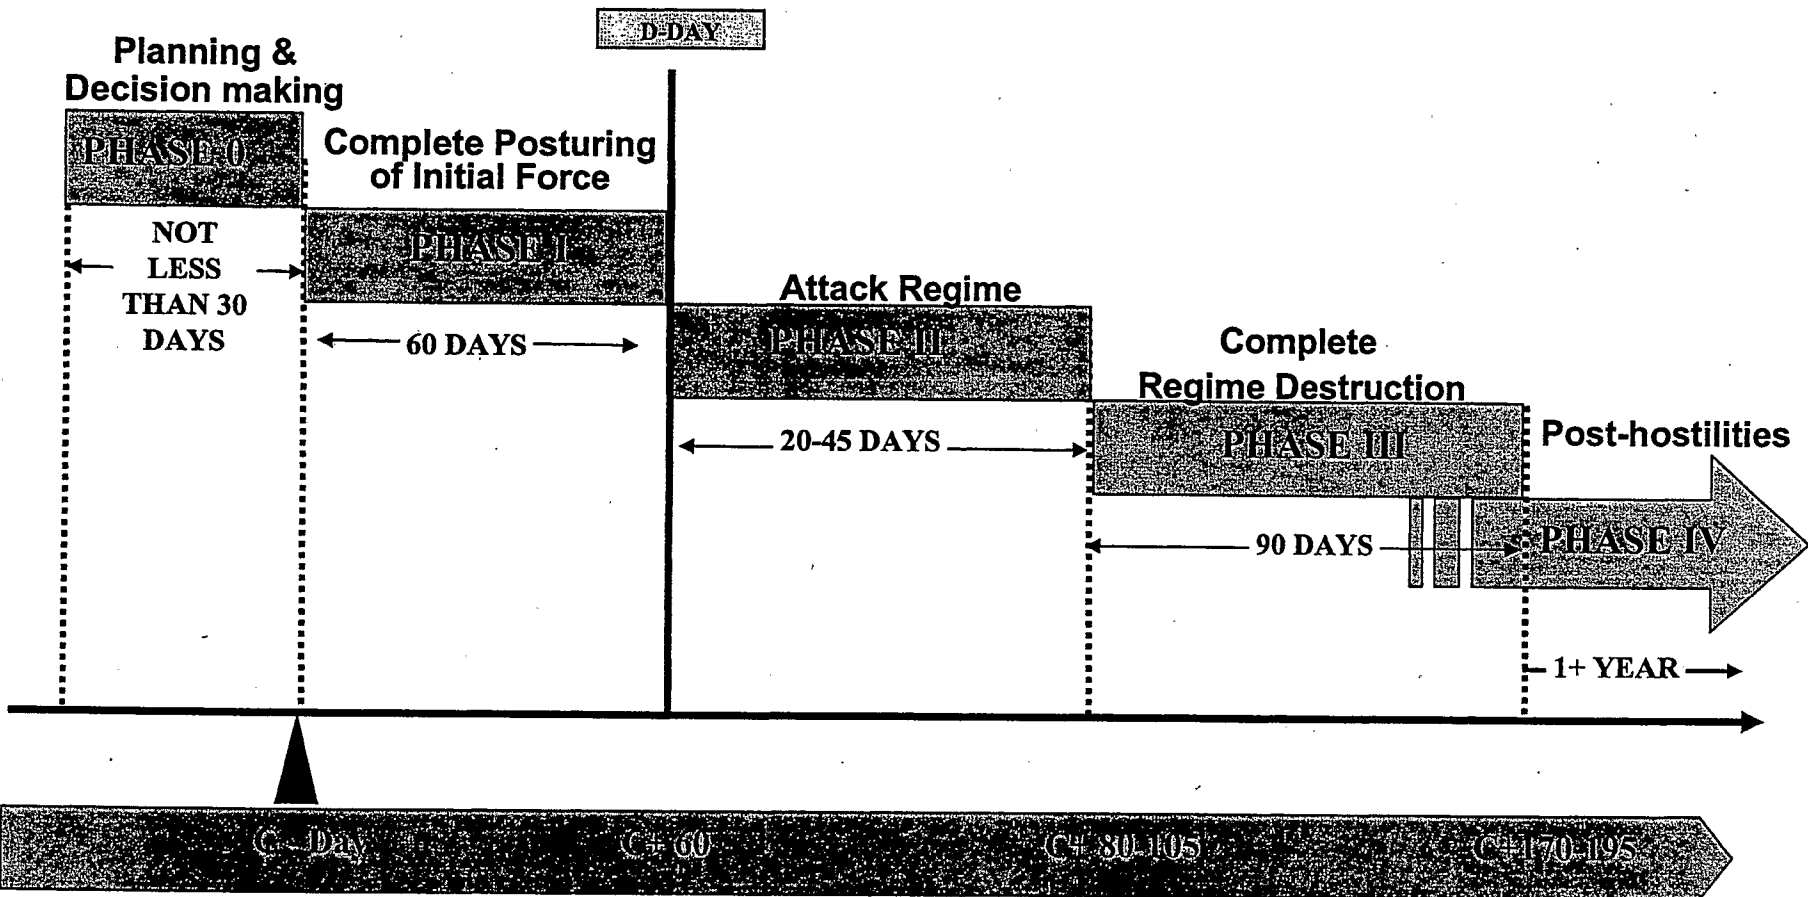 D-DAY
Planning &
Decision making
PHASE 0
NOT
LESS
THAN 30
DAYS
Complete Posturing
of Initial Force
PHASE I
60 DAYS
Attack Regime
PHASE II
20-45 DAYS
Complete
Regime Destruction
PHASE III
90 DAYS
Post-hostilities
PHASE IV
1+ YEAR
C - Day
C+ 60
C+ 80-105
C+170-195